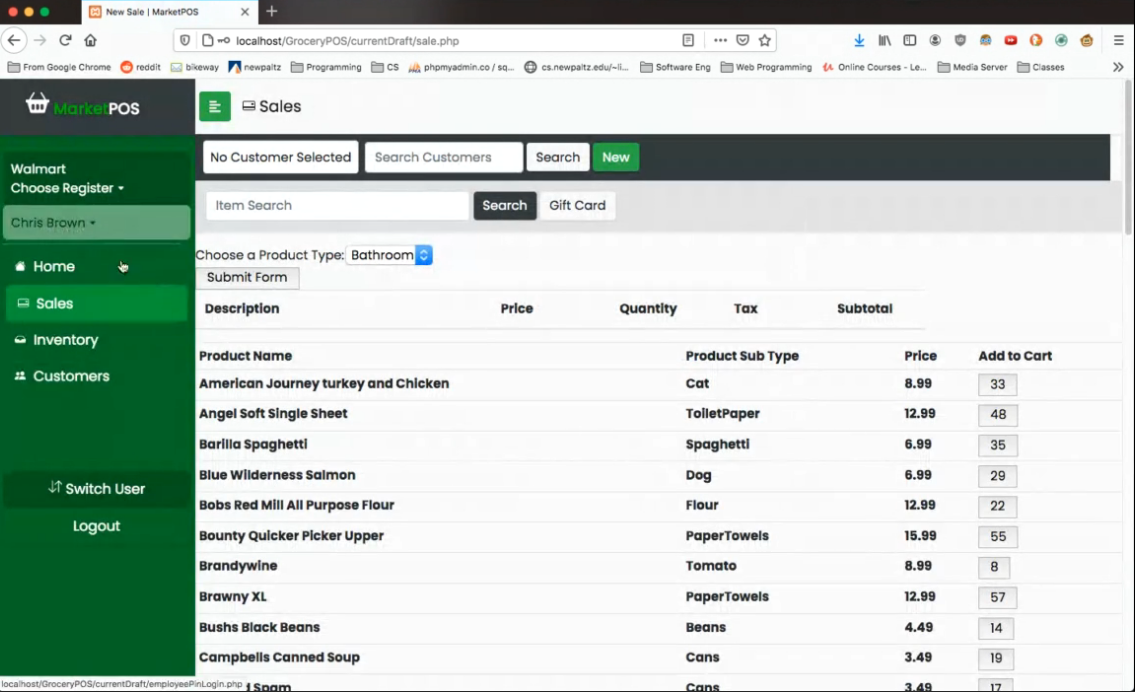 New Sale | MarketPOS
localhost/GroceryPOS/currentDraft/sale.php
From Google Chrome reddit bikeway newpaitz Programming CS phpmyadmin.co / sq... cs.newpaltz.edu/~li... Software Eng Web Programming Online Courses - Le... Media Server Classes
MarketPOS
Sales
Walmart
Choose Register
Chris Brown
Home
Sales
Inventory
Customers
Switch User
Logout
No Customer Selected Search Customers Search New
Item Search Search Gift Card
Choose a Product Type: Bathroom
Submit Form
Description Price Quantity Tax Subtotal
Product Name Product Sub Type Price Add to Cart
American Journey turkey and Chicken Cat 8.99 33
Angel Soft Single Sheet ToiletPaper 12.99 48
Barilla Spaghetti Spaghetti 6.99 35
Blue Wilderness Salmon Dog 6.99 29
Bobs Red Mill All Purpose Flour Flour 12.99 22
Bounty Quicker Picker Upper PaperTowels 15.99 55
Brandywine Tomato 8.99 8
Brawny XL PaperTowels 12.99 57
Bushs Black Beans Beans 4.49 14
Campbells Canned Soup Cans 3.49 19
Spam Cans 3.49 17
localhost/GroceryPOS/currentDraft/employeePinLogin.php